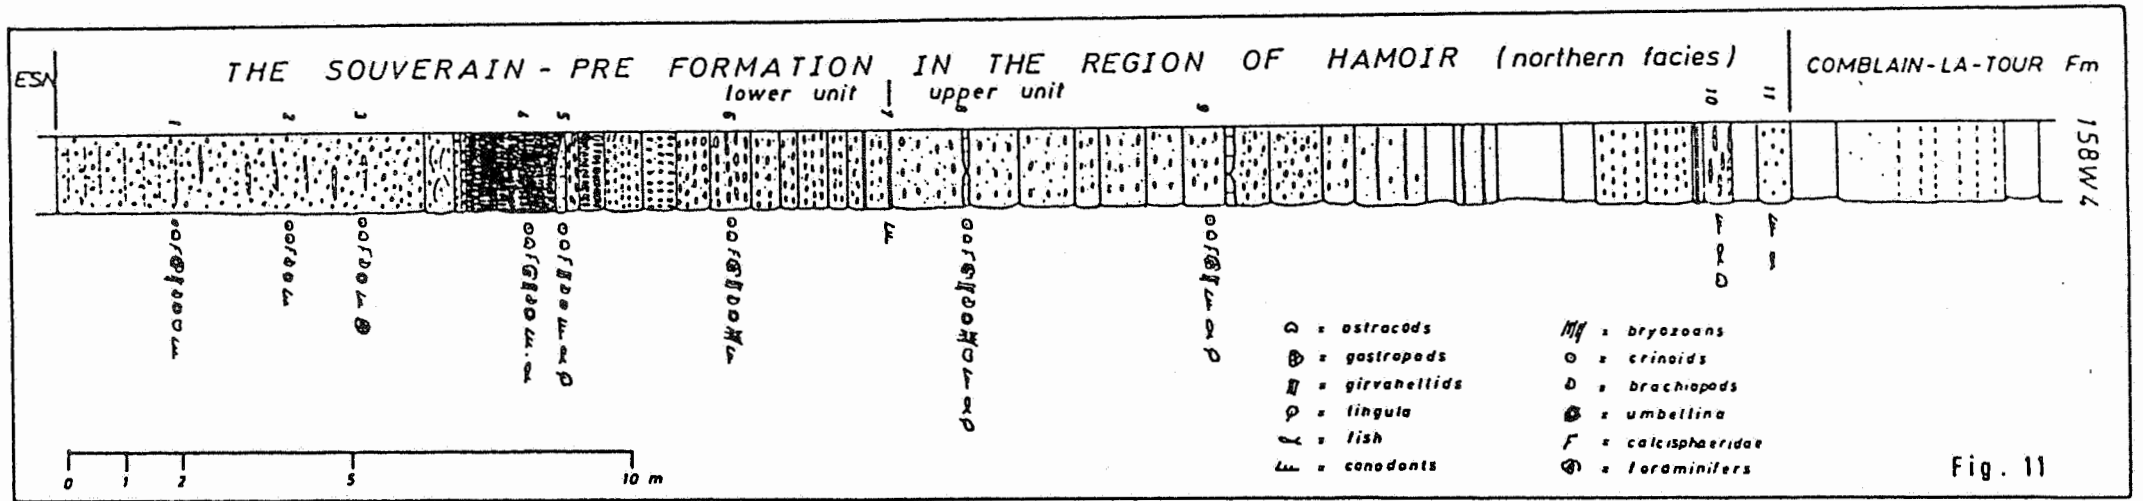 ESN
THE SOUVERAIN - PRE FORMATION IN THE REGION OF HAMOIR (northern facies)
COMBLAIN-LA-TOUR Fm
lower unit
upper unit
1 2 3 4 5 6 7 8 9 10 11
158W4
= ostracods
= gastropods
= girvanellids
= lingula
= fish
= conodonts
= bryozoans
= crinoids
= brachiopods
= umbellina
= calcisphaeridae
= foraminifers
0 1 2 5 10 m
Fig. 11